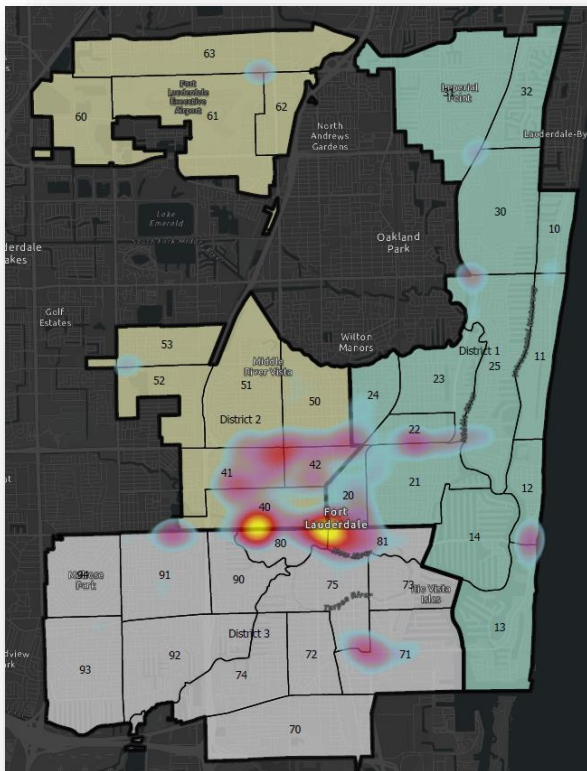 63
32
Imperial
Point
Fort
Lauderdale
Executive
Airport
60
61
62
North
Andrews
Gardens
Lauderdale-By
Lake
Emerald
30
10
Oakland
Park
derdale
akes
Golf
Estates
53
Wilton
Manors
District 1
25
11
52
Middle
River Vista
51
50
24
23
District 2
22
41
42
21
12
20
40
Fort
Lauderdale
14
80
81
91
90
75
73
Rio Vista
Isles
Park
Tarpon River
13
District 3
92
72
71
93
74
70